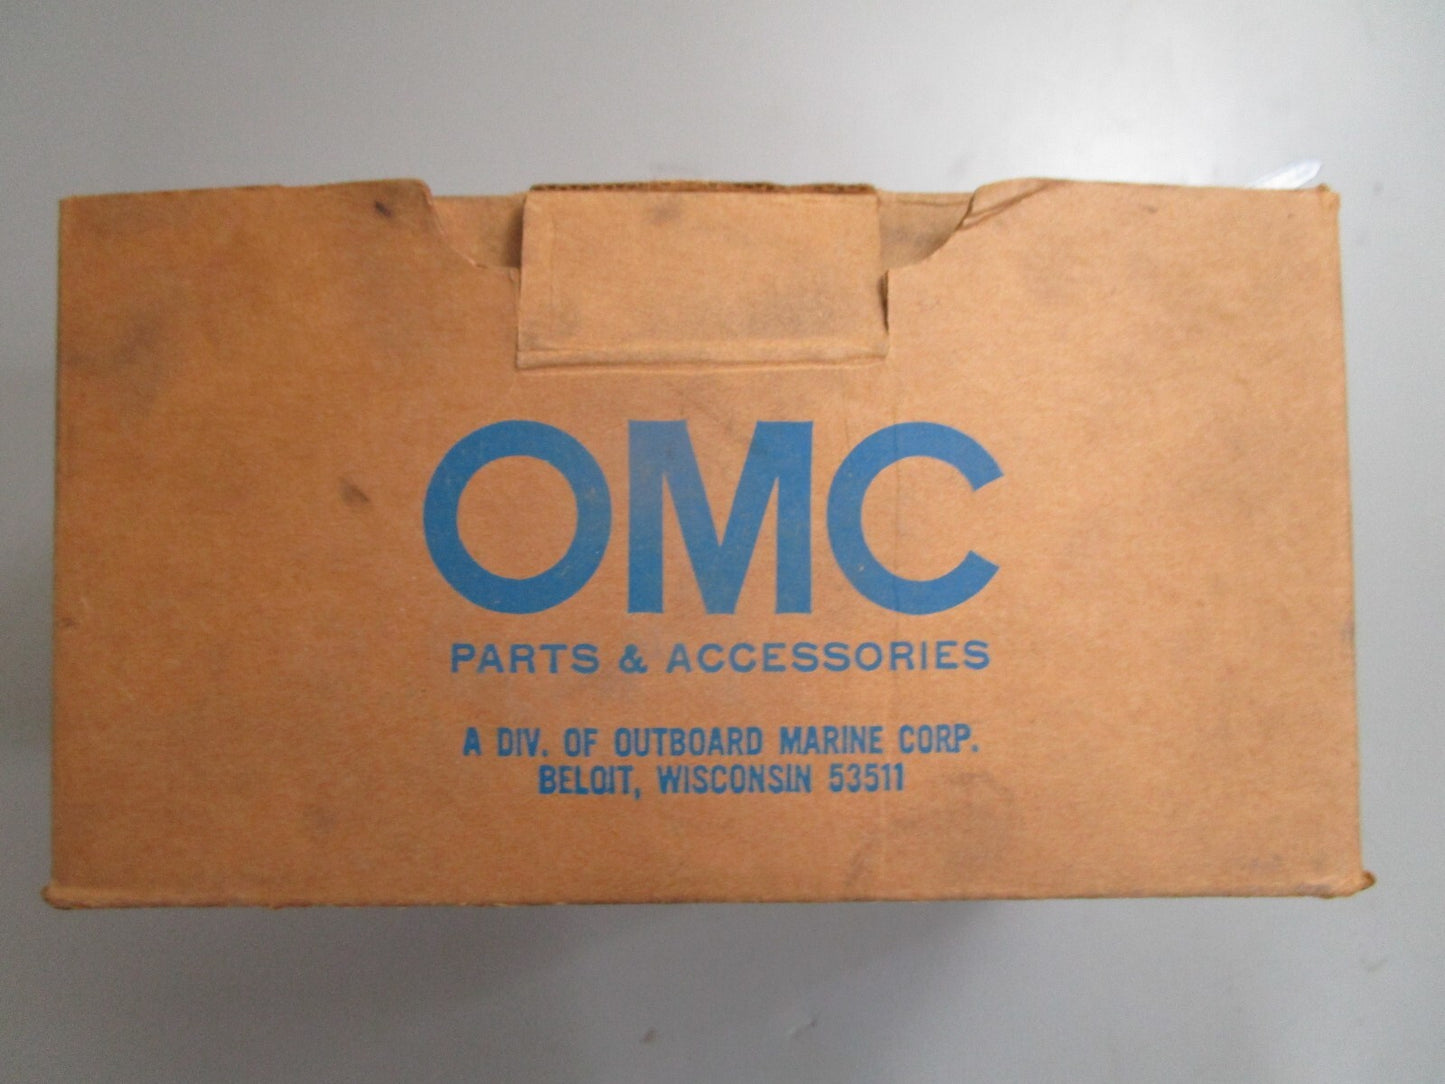 OMC
PARTS & ACCESSORIES
A DIV. OF OUTBOARD MARINE CORP.
BELOIT, WISCONSIN 53511